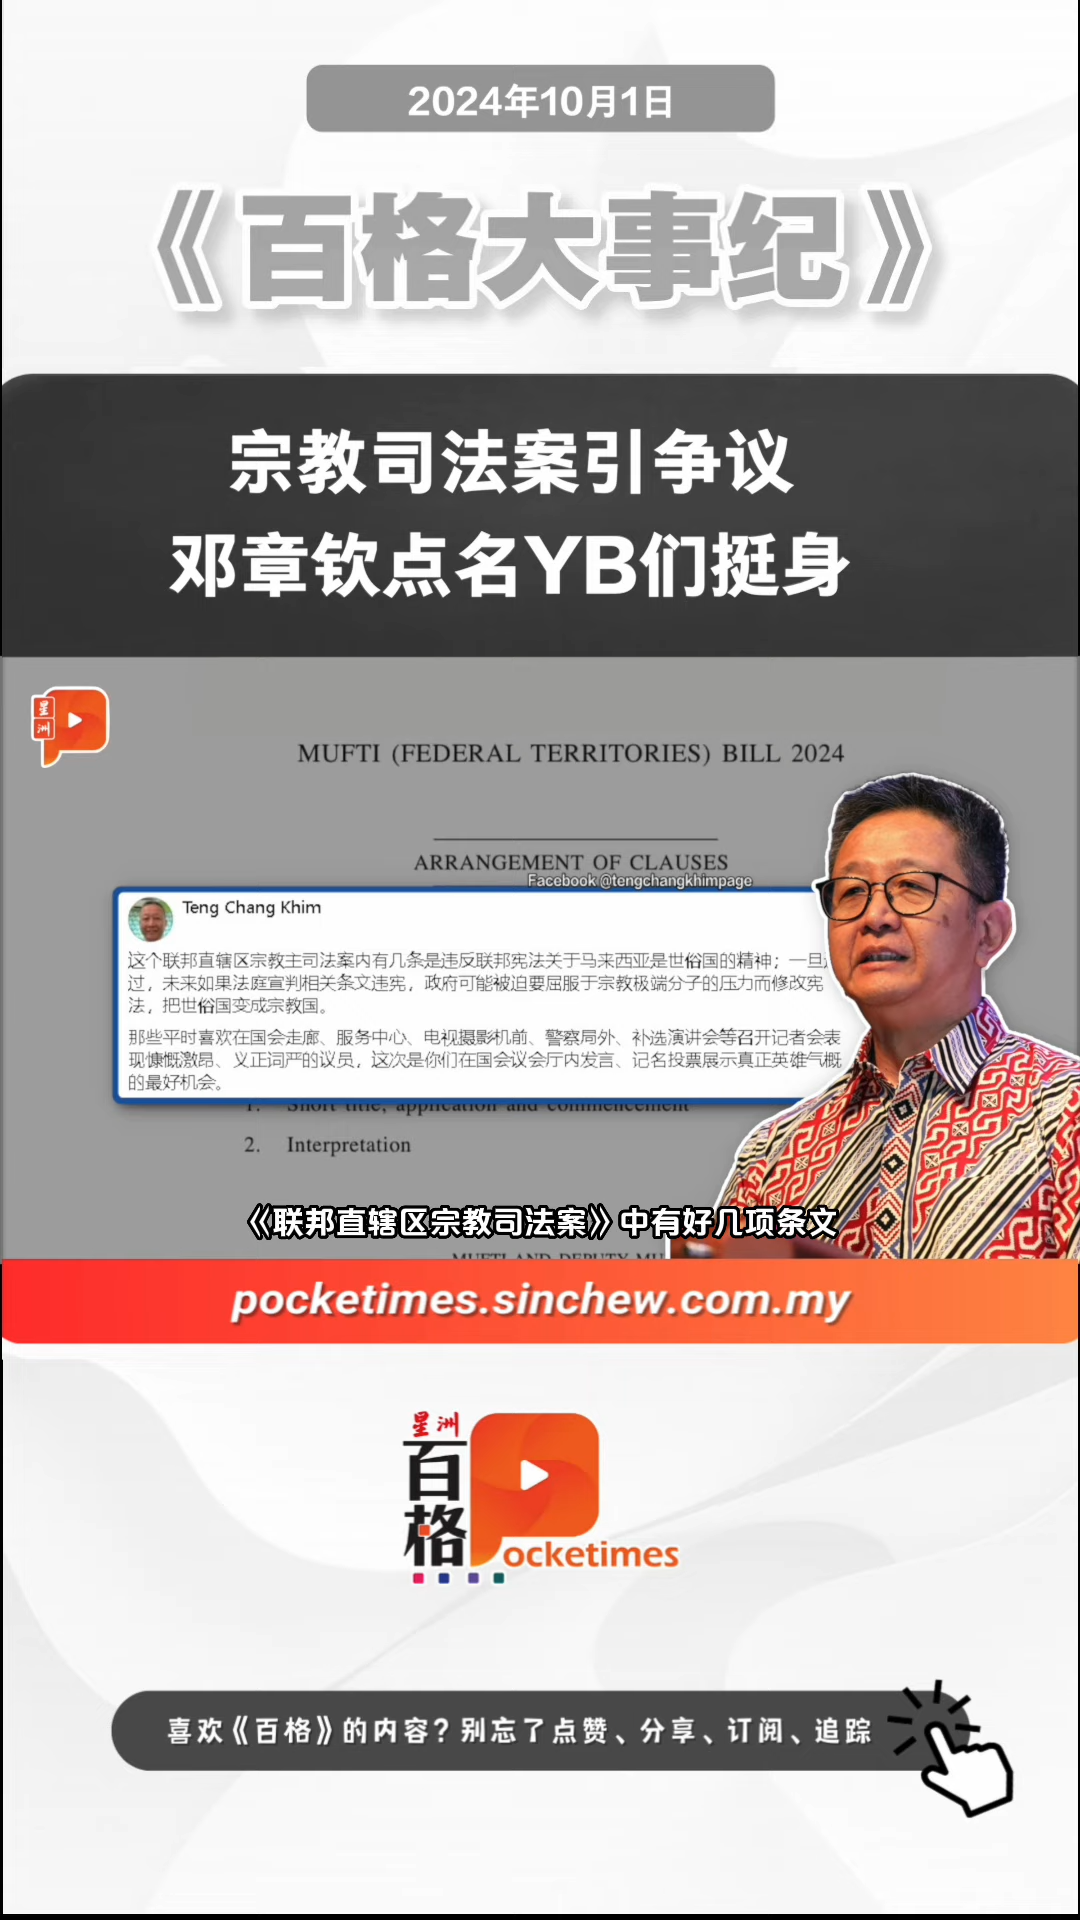 2024年10月1日
《百格大事纪》
宗教司法案引争议
邓章钦点名YB们挺身
星洲
MUFTI (FEDERAL TERRITORIES) BILL 2024
ARRANGEMENT OF CLAUSES
Facebook @tengchangkhimpage
Teng Chang Khim
这个联邦直辖区宗教主司法案内有几条是违反联邦宪法关于马来西亚是世俗国的精神；一旦
过，未来如果法庭宣判相关条文违宪，政府可能被迫要屈服于宗教极端分子的压力而修改宪
法，把世俗国变成宗教国。
那些平时喜欢在国会走廊、服务中心、电视摄影机前、警察局外、补选演讲会等召开记者会表
现慷慨激昂、义正词严的议员，这次是你们在国会议会厅内发言、记名投票展示真正英雄气概
的最好机会。
1. Short title, application and commencement
2. Interpretation
《联邦直辖区宗教司法案》中有好几项条文
MUFTI AND DEPUTY MU
pocketimes.sinchew.com.my
星洲
百格
Pocketimes
喜欢《百格》的内容？别忘了点赞、分享、订阅、追踪